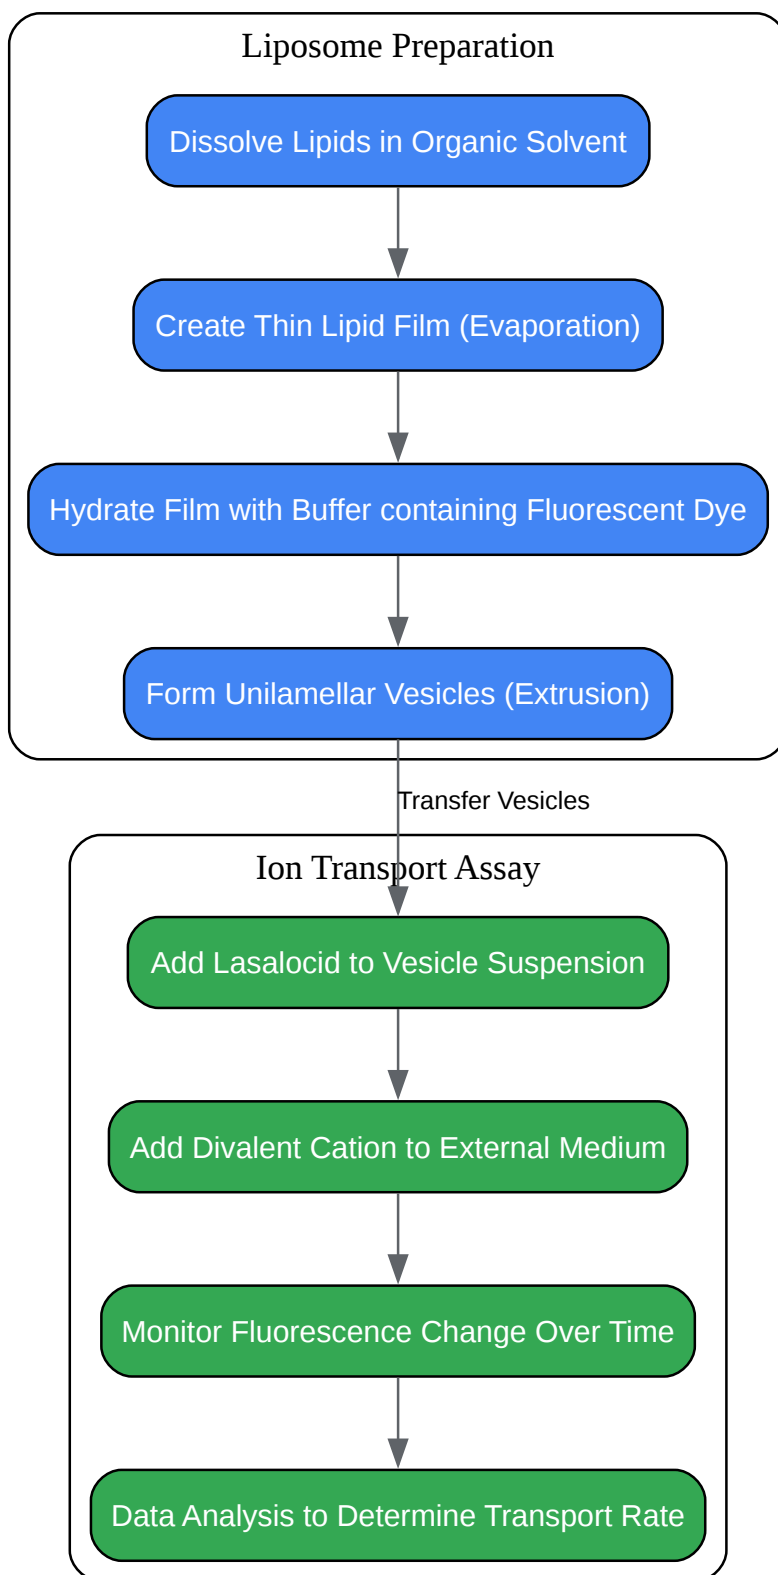 Liposome Preparation
Dissolve Lipids in Organic Solvent
Create Thin Lipid Film (Evaporation)
Hydrate Film with Buffer containing Fluorescent Dye
Form Unilamellar Vesicles (Extrusion)
Transfer Vesicles
Ion Transport Assay
Add Lasalocid to Vesicle Suspension
Add Divalent Cation to External Medium
Monitor Fluorescence Change Over Time
Data Analysis to Determine Transport Rate